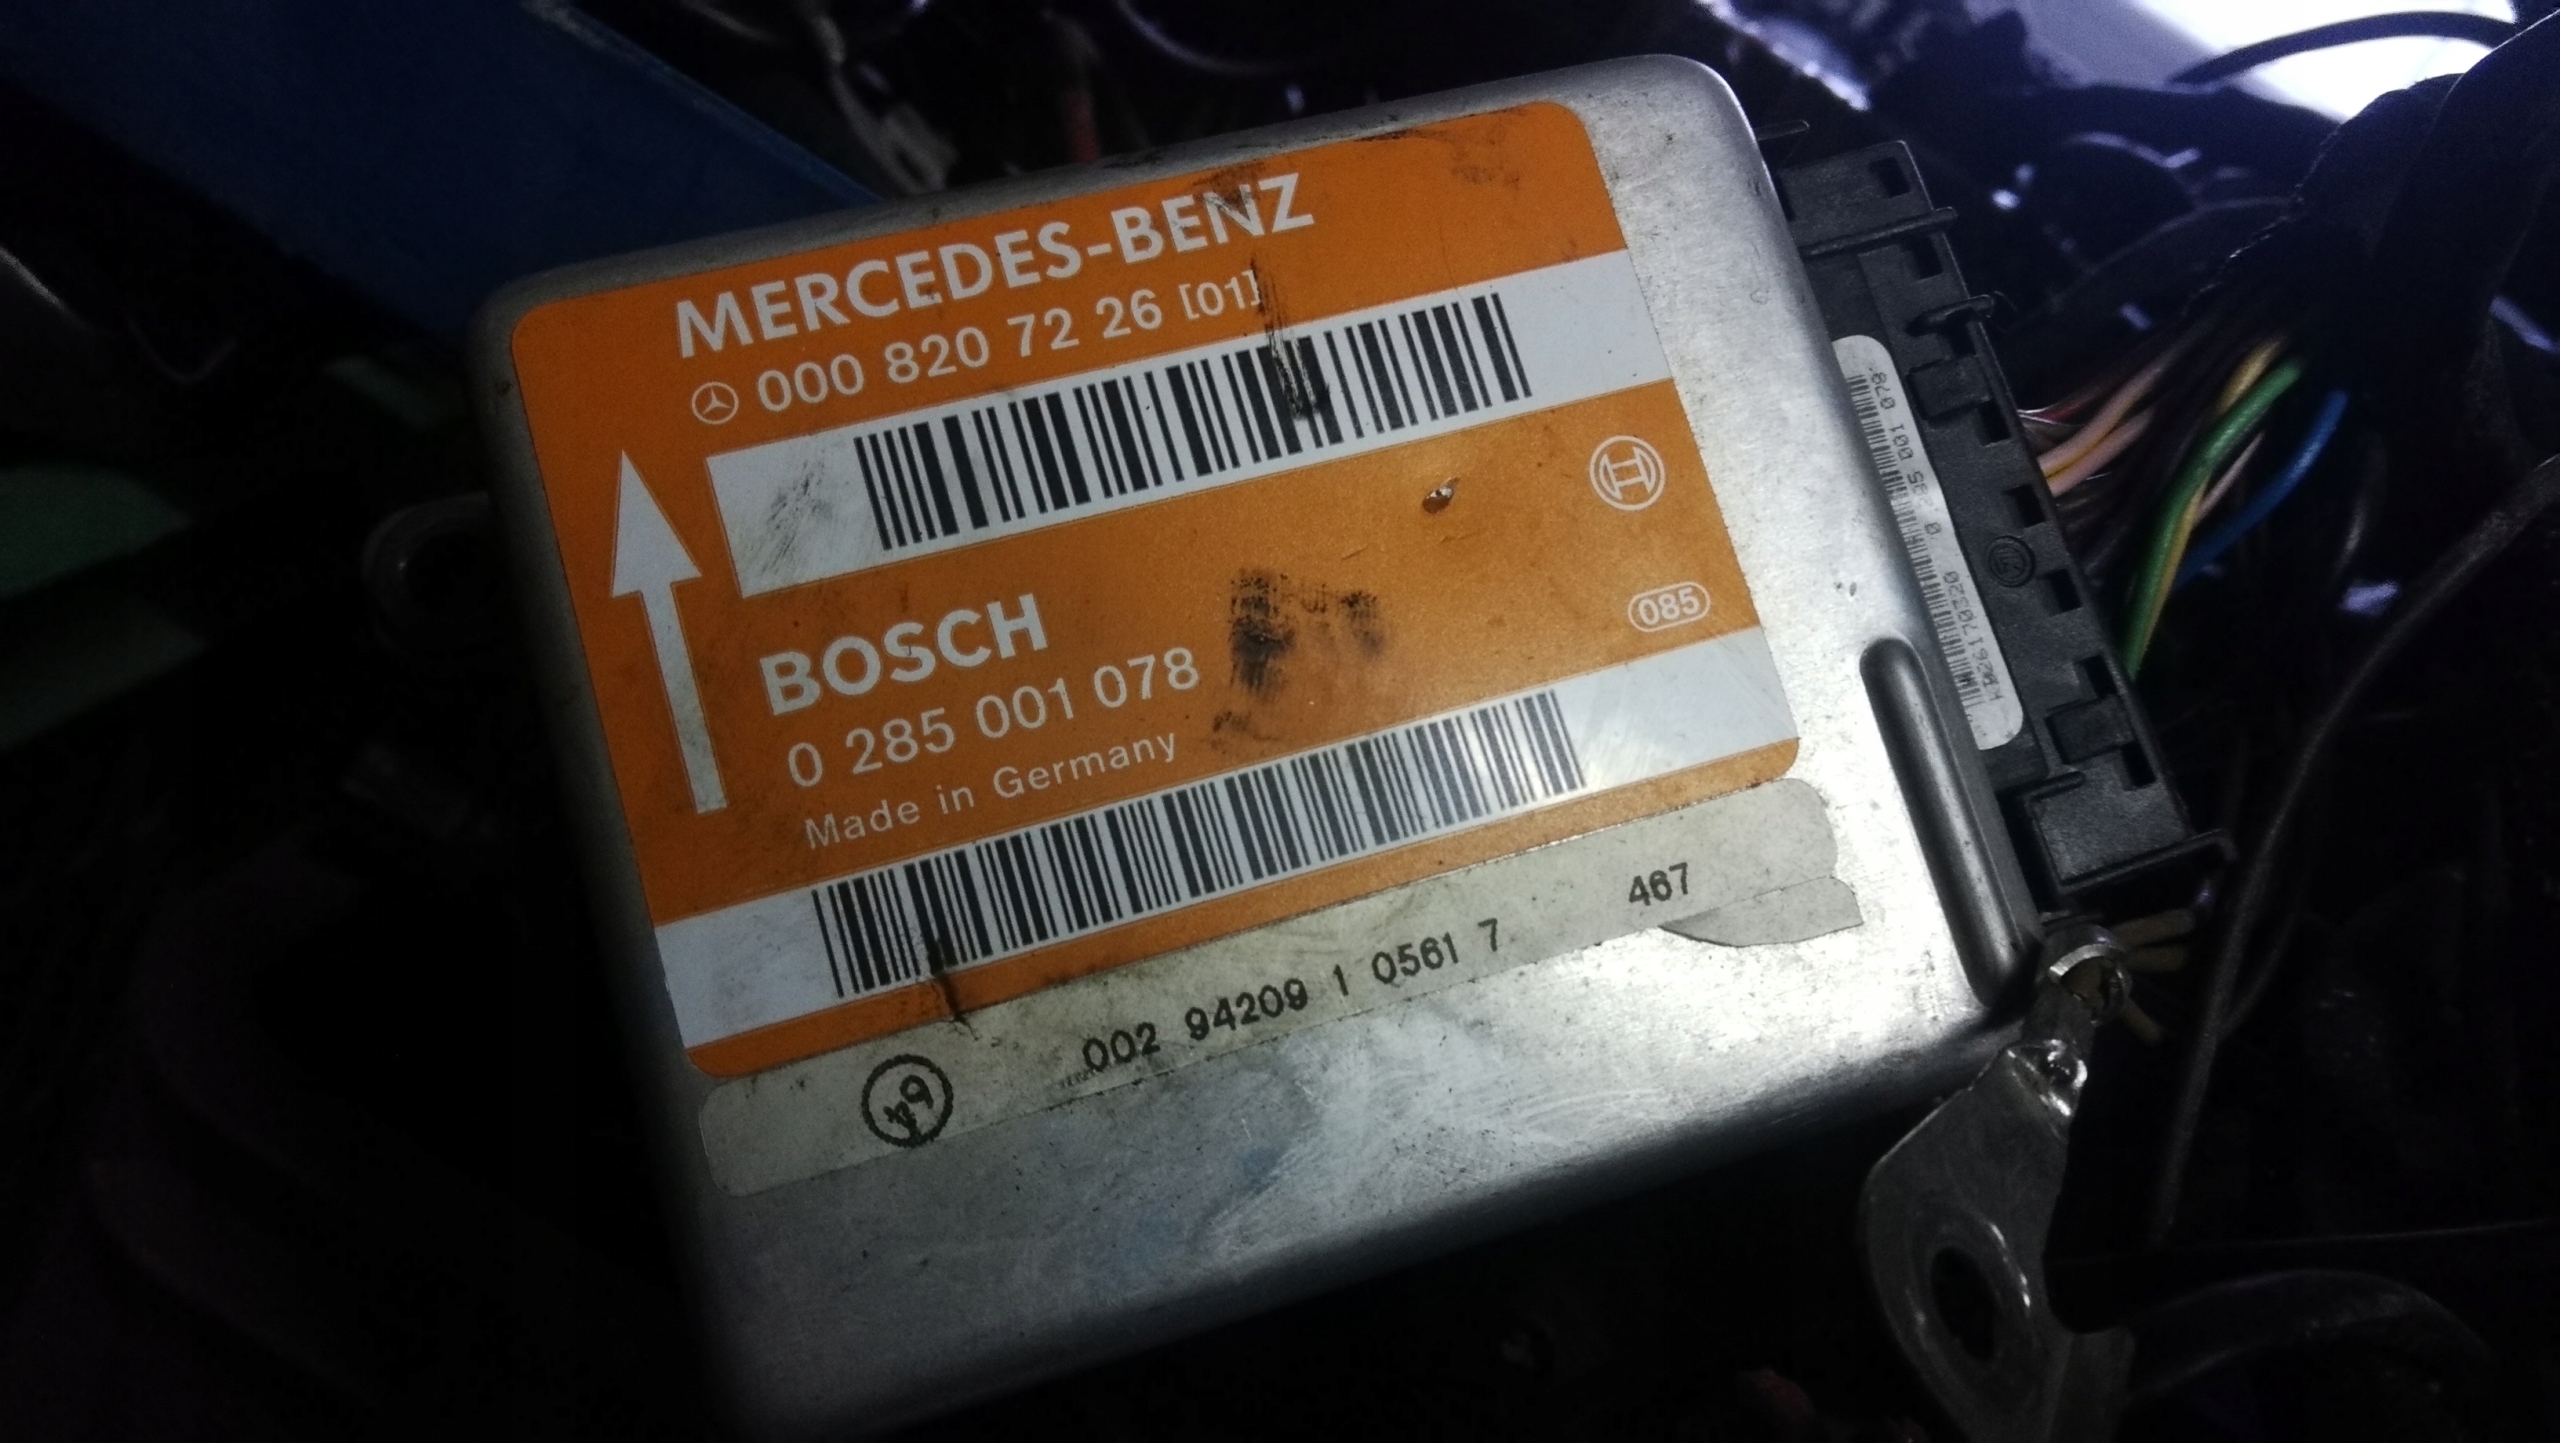 MERCEDES-BENZ
000 820 72 26 [01]
BOSCH
0 285 001 078
Made in Germany
085
002 94209 1 0561 7 467